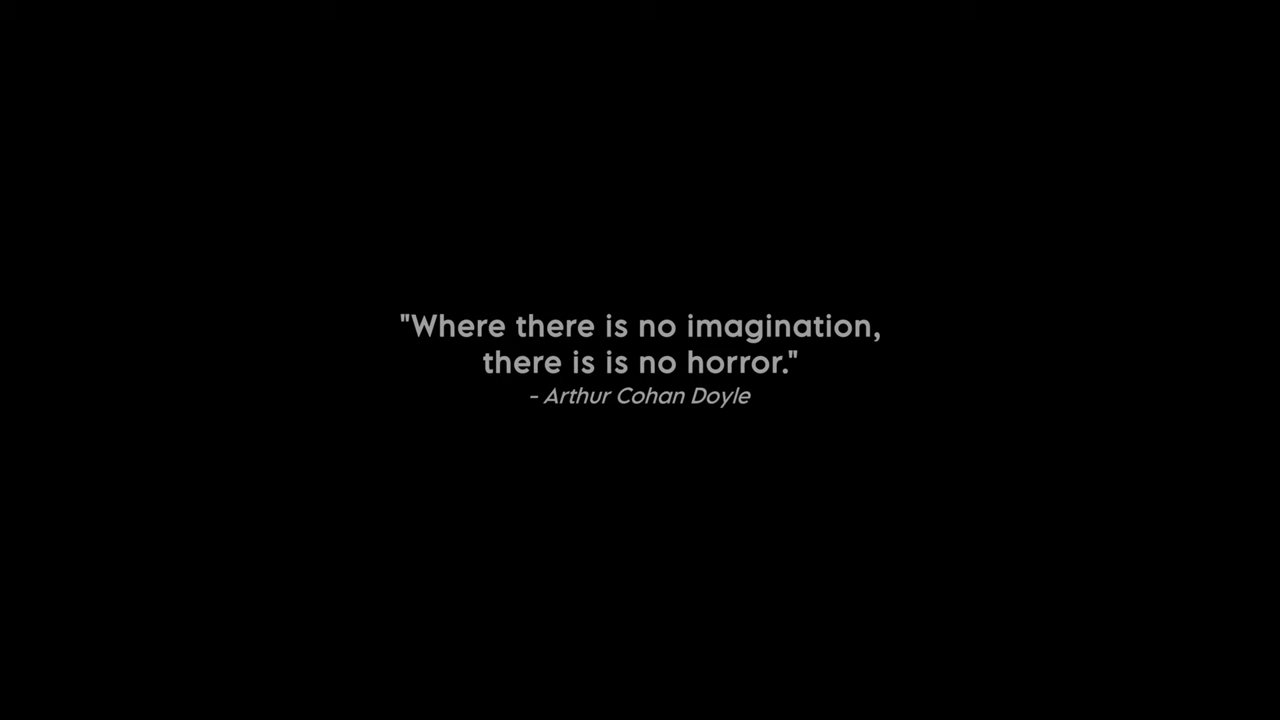 "Where there is no imagination,
there is is no horror."
- Arthur Cohan Doyle